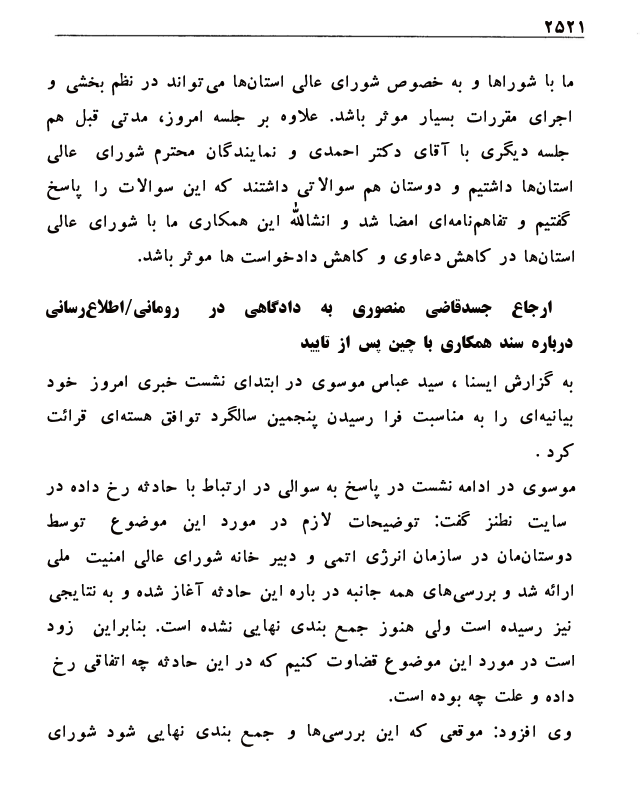 ۲۵۲۱
ما با شوراها و به خصوص شورای عالی استان‌ها می‌تواند در نظم بخشی و
اجرای مقررات بسیار موثر باشد. علاوه بر جلسه امروز، مدتی قبل هم
جلسه دیگری با آقای دکتر احمدی و نمایندگان محترم شورای عالی
استان‌ها داشتیم و دوستان هم سوالاتی داشتند که این سوالات را پاسخ
گفتیم و تفاهم‌نامه‌ای امضا شد و انشالله این همکاری ما با شورای عالی
استان‌ها در کاهش دعاوی و کاهش دادخواست ها موثر باشد.
ارجاع جسدقاضی منصوری به دادگاهی در رومانی/اطلاع‌رسانی
درباره سند همکاری با چین پس از تایید
به گزارش ایسنا ، سید عباس موسوی در ابتدای نشست خبری امروز خود
بیانیه‌ای را به مناسبت فرا رسیدن پنجمین سالگرد توافق هسته‌ای قرائت
کرد .
موسوی در ادامه نشست در پاسخ به سوالی در ارتباط با حادثه رخ داده در
سایت نطنز گفت: توضیحات لازم در مورد این موضوع توسط
دوستان‌مان در سازمان انرژی اتمی و دبیر خانه شورای عالی امنیت ملی
ارائه شد و بررسی‌های همه جانبه در باره این حادثه آغاز شده و به نتایجی
نیز رسیده است ولی هنوز جمع بندی نهایی نشده است. بنابراین زود
است در مورد این موضوع قضاوت کنیم که در این حادثه چه اتفاقی رخ
داده و علت چه بوده است.
وی افزود: موقعی که این بررسی‌ها و جمع بندی نهایی شود شورای